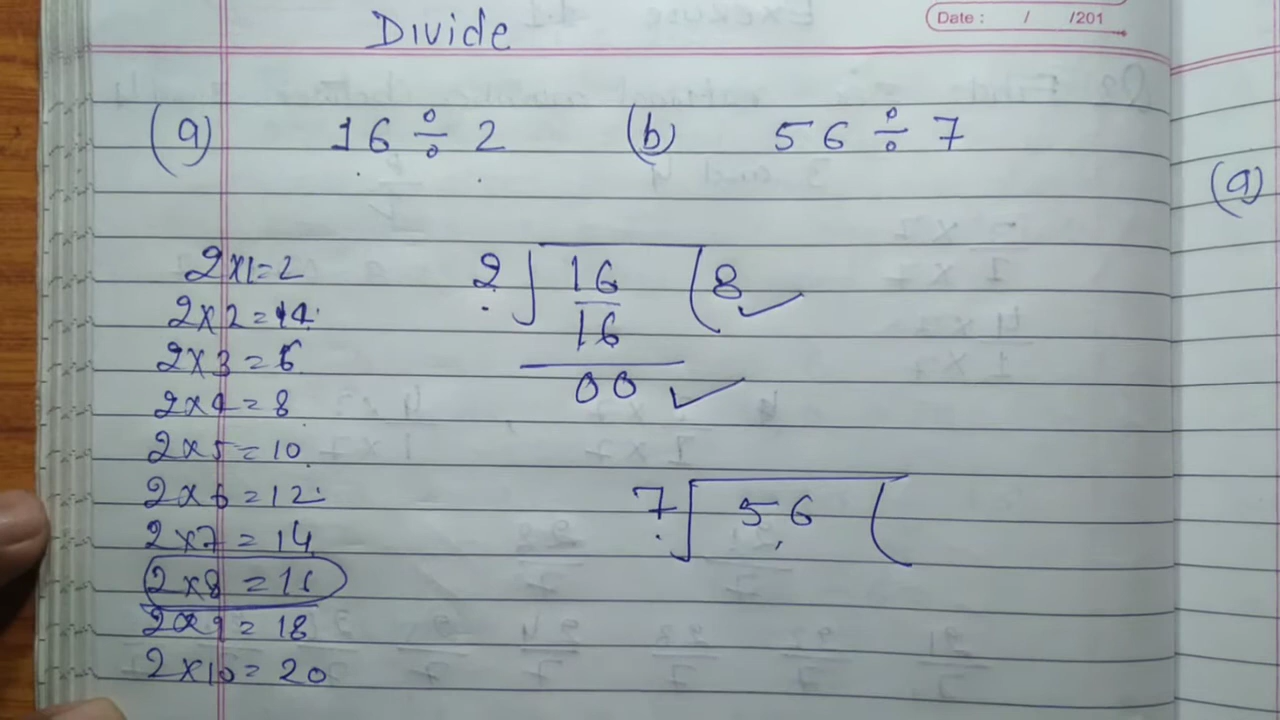 Date : / /201
Divide
(a) 16 ÷ 2 (b) 56 ÷ 7
(a)
2x1=2
2x2=4
2x3=6
2x4=8
2x5=10
2x6=12
2x7=14
2x8=16
2x9=18
2x10=20
2 16 8
16
00
7 56